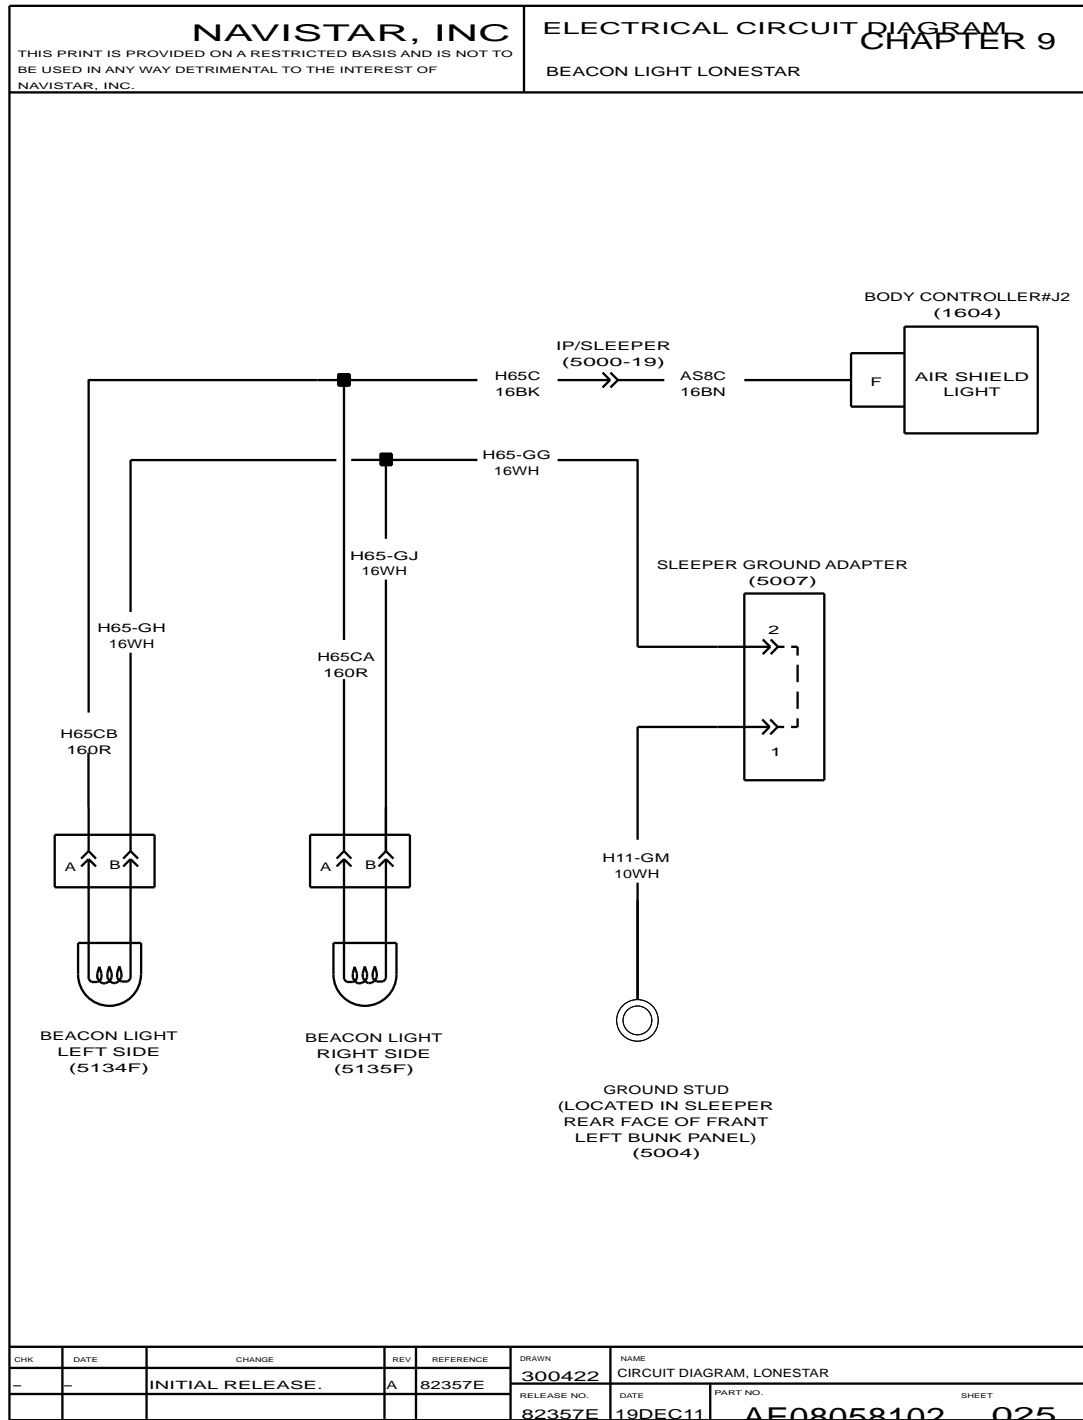 NAVISTAR, INC
THIS PRINT IS PROVIDED ON A RESTRICTED BASIS AND IS NOT TO
BE USED IN ANY WAY DETRIMENTAL TO THE INTEREST OF
NAVISTAR, INC.
ELECTRICAL CIRCUIT DIAGRAM
CHAPTER 9
BEACON LIGHT LONESTAR
BODY CONTROLLER#J2
(1604)
IP/SLEEPER
(5000-19)
H65C
16BK
AS8C
16BN
F
AIR SHIELD
LIGHT
H65-GG
16WH
H65-GJ
16WH
SLEEPER GROUND ADAPTER
(5007)
2
1
H65-GH
16WH
H65CA
160R
H65CB
160R
A
B
A
B
H11-GM
10WH
BEACON LIGHT
LEFT SIDE
(5134F)
BEACON LIGHT
RIGHT SIDE
(5135F)
GROUND STUD
(LOCATED IN SLEEPER
REAR FACE OF FRANT
LEFT BUNK PANEL)
(5004)
CHK DATE CHANGE REV REFERENCE
– – INITIAL RELEASE. A 82357E
DRAWN
300422
NAME
CIRCUIT DIAGRAM, LONESTAR
RELEASE NO.
82357E
DATE
19DEC11
PART NO.
AE08058102
SHEET
025